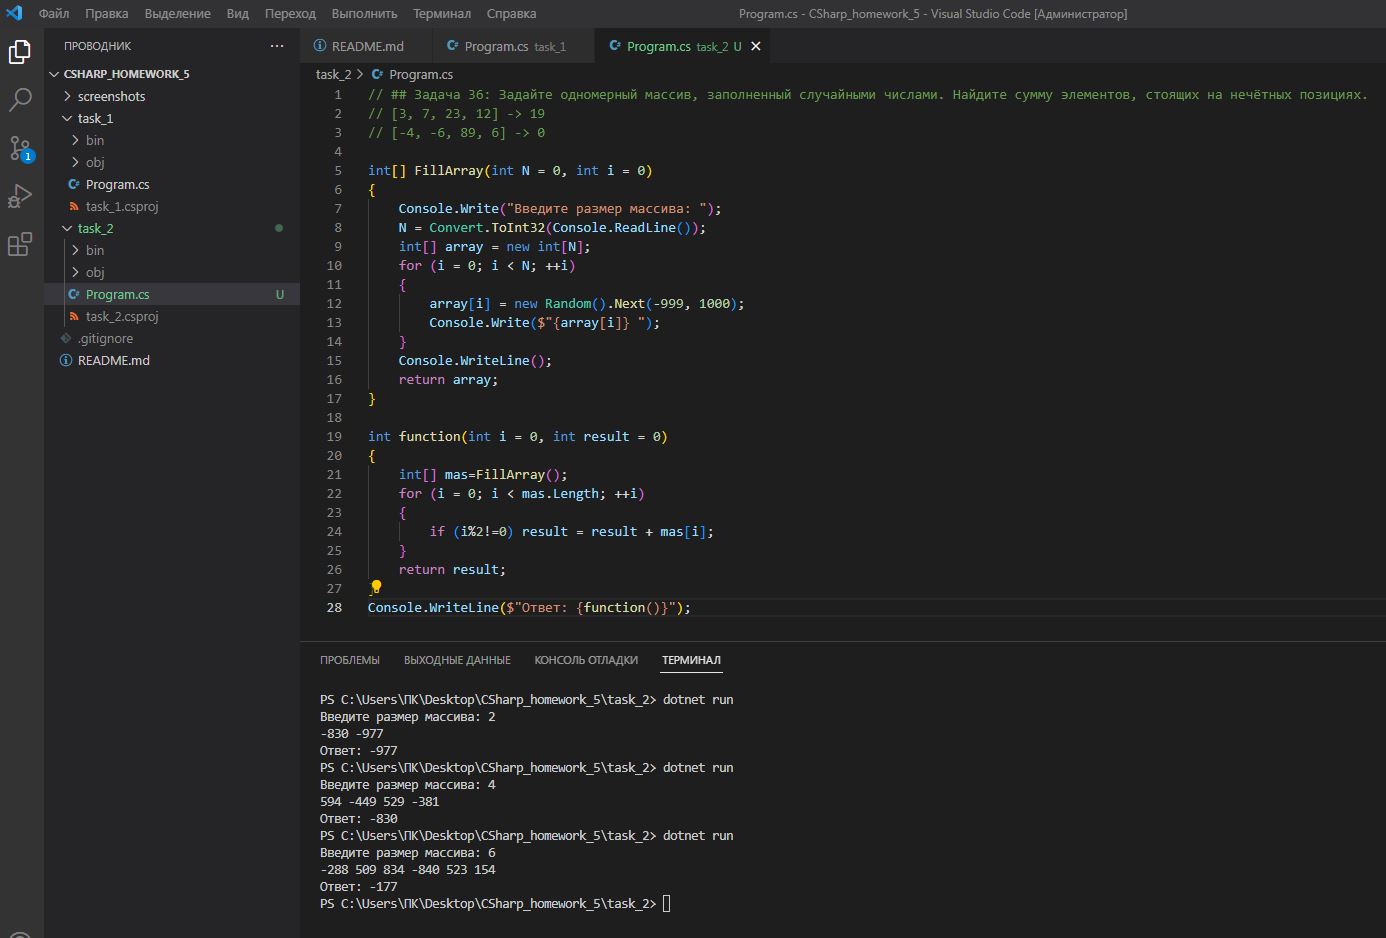 Файл Правка Выделение Вид Переход Выполнить Терминал Справка
Program.cs - CSharp_homework_5 - Visual Studio Code [Администратор]
ПРОВОДНИК
README.md
Program.cs task_1
Program.cs task_2 U
CSHARP_HOMEWORK_5
screenshots
task_1
bin
obj
Program.cs
task_1.csproj
task_2
bin
obj
Program.cs U
task_2.csproj
.gitignore
README.md
1
task_2 > Program.cs
1 // ## Задача 36: Задайте одномерный массив, заполненный случайными числами. Найдите сумму элементов, стоящих на нечётных позициях.
2 // [3, 7, 23, 12] -> 19
3 // [-4, -6, 89, 6] -> 0
4
5 int[] FillArray(int N = 0, int i = 0)
6 {
7 Console.Write("Введите размер массива: ");
8 N = Convert.ToInt32(Console.ReadLine());
9 int[] array = new int[N];
10 for (i = 0; i < N; ++i)
11 {
12 array[i] = new Random().Next(-999, 1000);
13 Console.Write($"{array[i]} ");
14 }
15 Console.WriteLine();
16 return array;
17 }
18
19 int function(int i = 0, int result = 0)
20 {
21 int[] mas=FillArray();
22 for (i = 0; i < mas.Length; ++i)
23 {
24 if (i%2!=0) result = result + mas[i];
25 }
26 return result;
27 }
28 Console.WriteLine($"Ответ: {function()}");
ПРОБЛЕМЫ ВЫХОДНЫЕ ДАННЫЕ КОНСОЛЬ ОТЛАДКИ ТЕРМИНАЛ
PS C:\Users\ПК\Desktop\CSharp_homework_5\task_2> dotnet run
Введите размер массива: 2
-830 -977
Ответ: -977
PS C:\Users\ПК\Desktop\CSharp_homework_5\task_2> dotnet run
Введите размер массива: 4
594 -449 529 -381
Ответ: -830
PS C:\Users\ПК\Desktop\CSharp_homework_5\task_2> dotnet run
Введите размер массива: 6
-288 509 834 -840 523 154
Ответ: -177
PS C:\Users\ПК\Desktop\CSharp_homework_5\task_2>